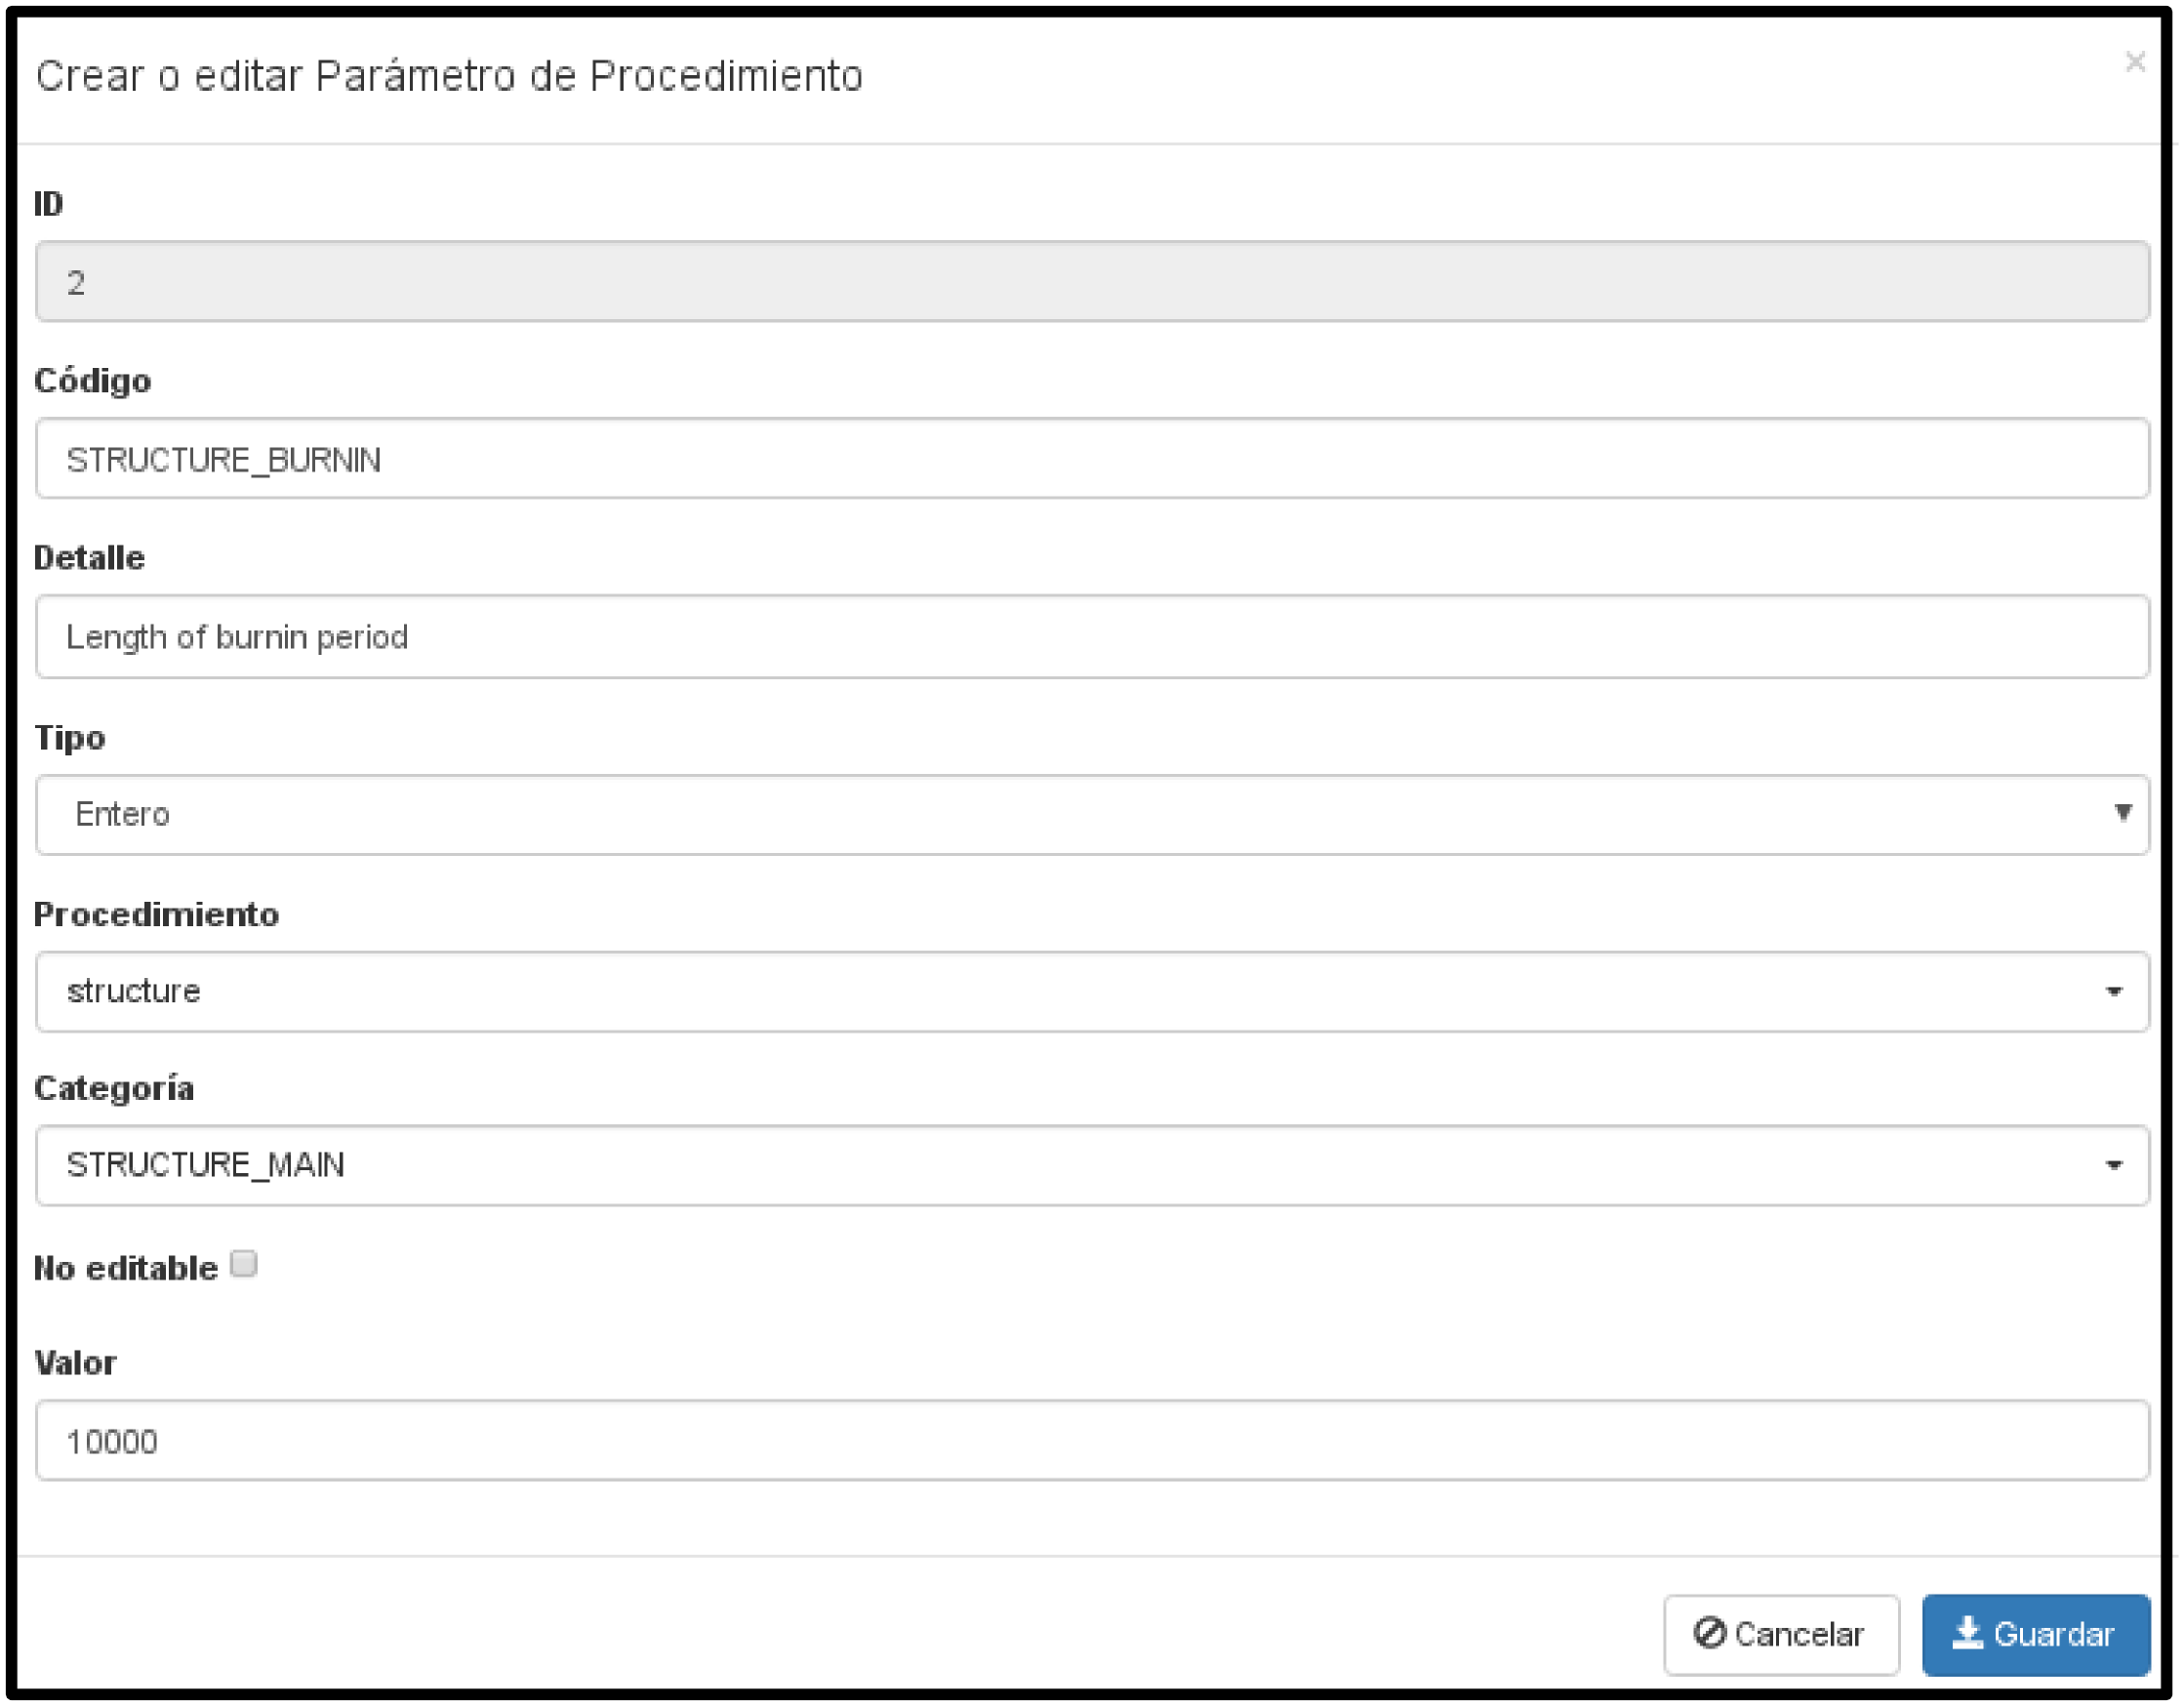 Crear o editar Parámetro de Procedimiento
×
ID
2
Código
STRUCTURE_BURNIN
Detalle
Length of burnin period
Tipo
Entero
Procedimiento
structure
Categoría
STRUCTURE_MAIN
No editable
Valor
10000
Cancelar
Guardar